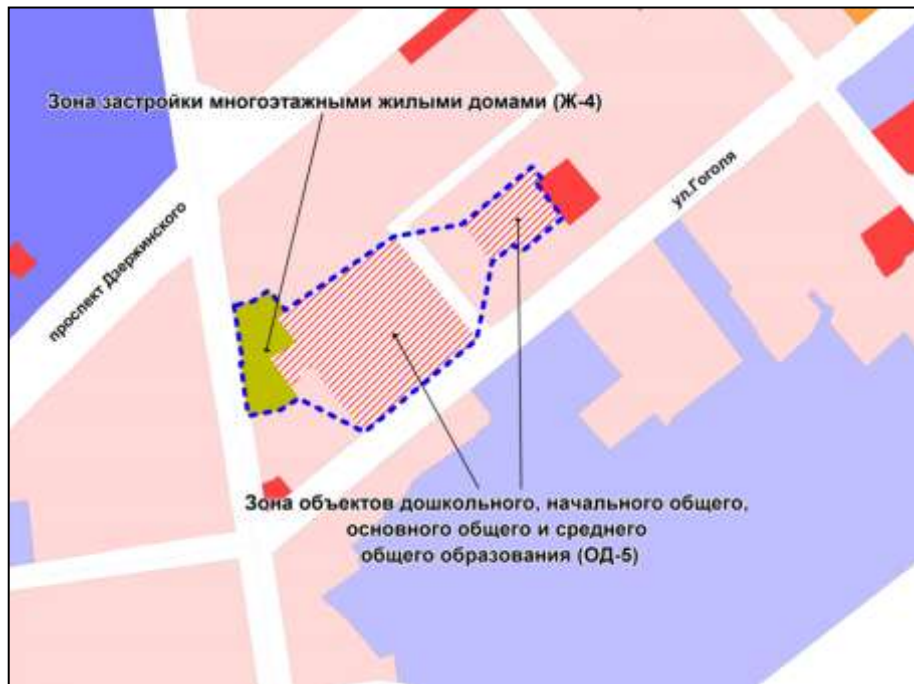 Зона застройки многоэтажными жилыми домами (Ж-4)
ул.Гоголя
проспект Дзержинского
Зона объектов дошкольного, начального общего,
основного общего и среднего
общего образования (ОД-5)